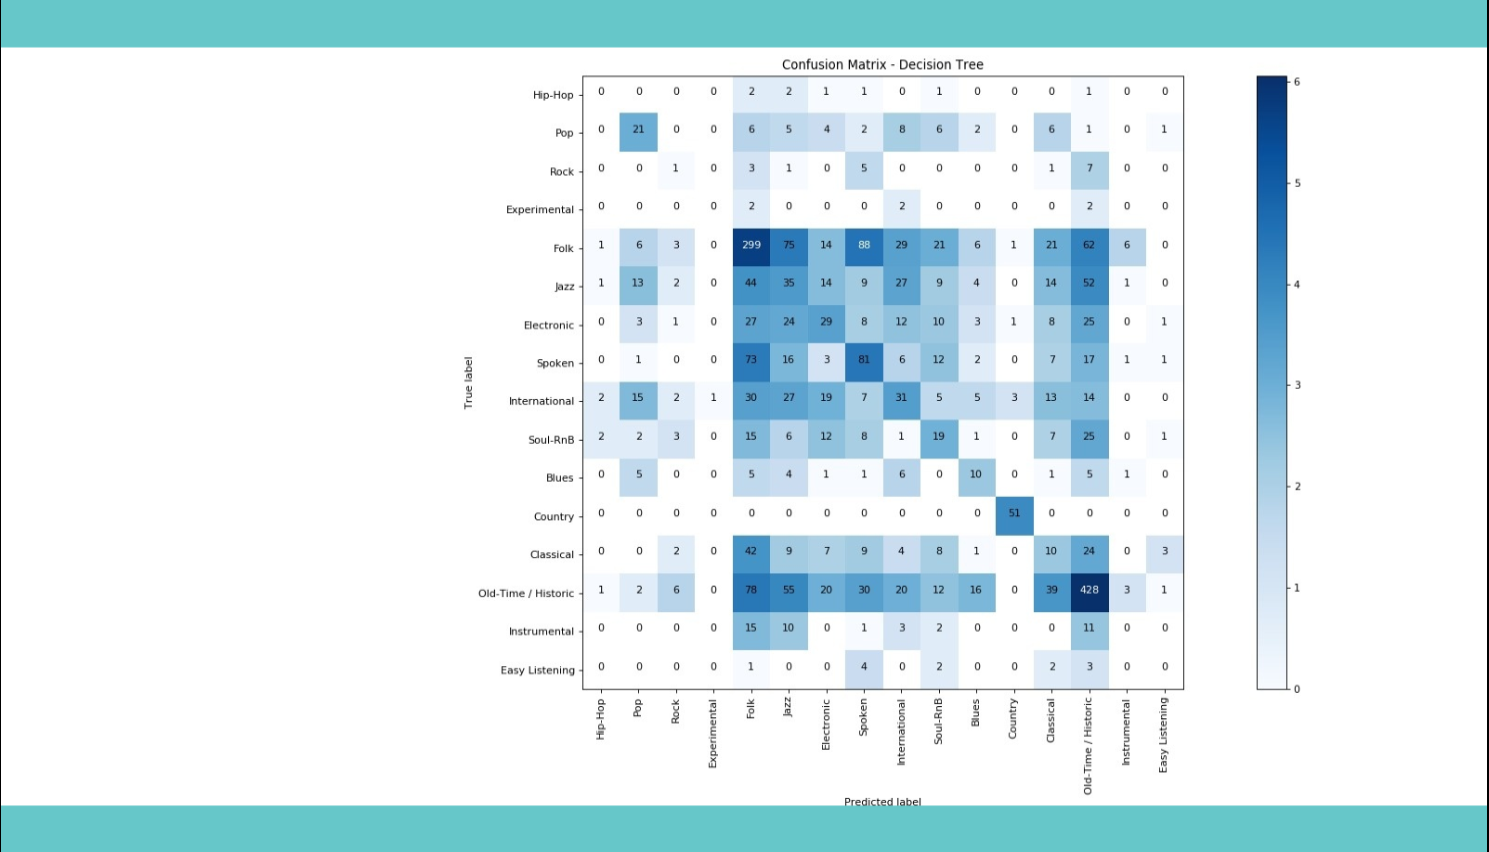 Confusion Matrix - Decision Tree
Hip-Hop 0 0 0 0 2 2 1 1 0 1 0 0 0 1 0 0
Pop 0 21 0 0 6 5 4 2 8 6 2 0 6 1 0 1
Rock 0 0 1 0 3 1 0 5 0 0 0 0 1 7 0 0
Experimental 0 0 0 0 2 0 0 0 2 0 0 0 0 2 0 0
Folk 1 6 3 0 299 75 14 88 29 21 6 1 21 62 6 0
Jazz 1 13 2 0 44 35 14 9 27 9 4 0 14 52 1 0
Electronic 0 3 1 0 27 24 29 8 12 10 3 1 8 25 0 1
Spoken 0 1 0 0 73 16 3 81 6 12 2 0 7 17 1 1
International 2 15 2 1 30 27 19 7 31 5 5 3 13 14 0 0
Soul-RnB 2 2 3 0 15 6 12 8 1 19 1 0 7 25 0 1
Blues 0 5 0 0 5 4 1 1 6 0 10 0 1 5 1 0
Country 0 0 0 0 0 0 0 0 0 0 0 51 0 0 0 0
Classical 0 0 2 0 42 9 7 9 4 8 1 0 10 24 0 3
Old-Time / Historic 1 2 6 0 78 55 20 30 20 12 16 0 39 428 3 1
Instrumental 0 0 0 0 15 10 0 1 3 2 0 0 0 11 0 0
Easy Listening 0 0 0 0 1 0 0 4 0 2 0 0 2 3 0 0
True label
Hip-Hop
Pop
Rock
Experimental
Folk
Jazz
Electronic
Spoken
International
Soul-RnB
Blues
Country
Classical
Old-Time / Historic
Instrumental
Easy Listening
Predicted label
6
5
4
3
2
1
0